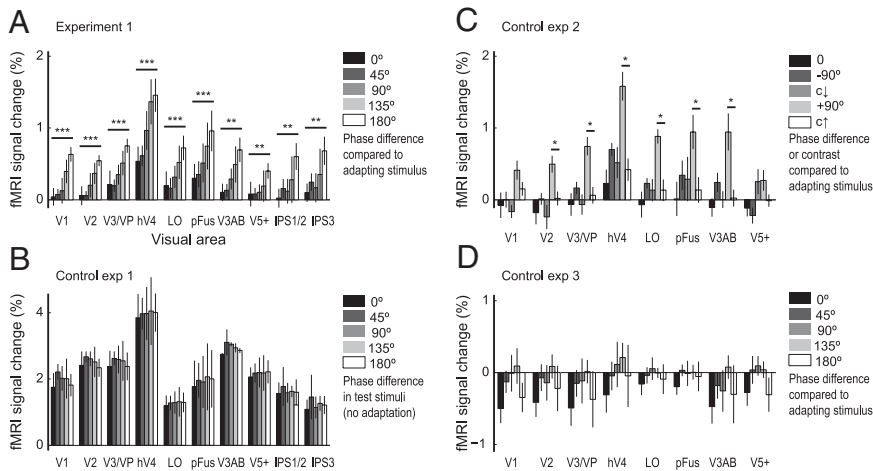 A
Experiment 1
fMRI signal change (%)
2
1
0
***
***
***
***
***
***
**
**
**
**
0º
45º
90º
135º
180º
Phase difference
compared to
adapting stimulus
V1 V2 V3/VP hV4 LO pFus V3AB V5+ IPS1/2 IPS3
Visual area
B
Control exp 1
fMRI signal change (%)
4
2
0
0º
45º
90º
135º
180º
Phase difference
in test stimuli
(no adaptation)
V1 V2 V3/VP hV4 LO pFus V3AB V5+ IPS1/2 IPS3
C
Control exp 2
fMRI signal change (%)
2
1
0
*
*
*
*
*
*
0
-90º
c↓
+90º
c↑
Phase difference
or contrast
compared to
adapting stimulus
V1 V2 V3/VP hV4 LO pFus V3AB V5+
D
Control exp 3
fMRI signal change (%)
1
0
−1
0º
45º
90º
135º
180º
Phase difference
compared to
adapting stimulus
V1 V2 V3/VP hV4 LO pFus V3AB V5+